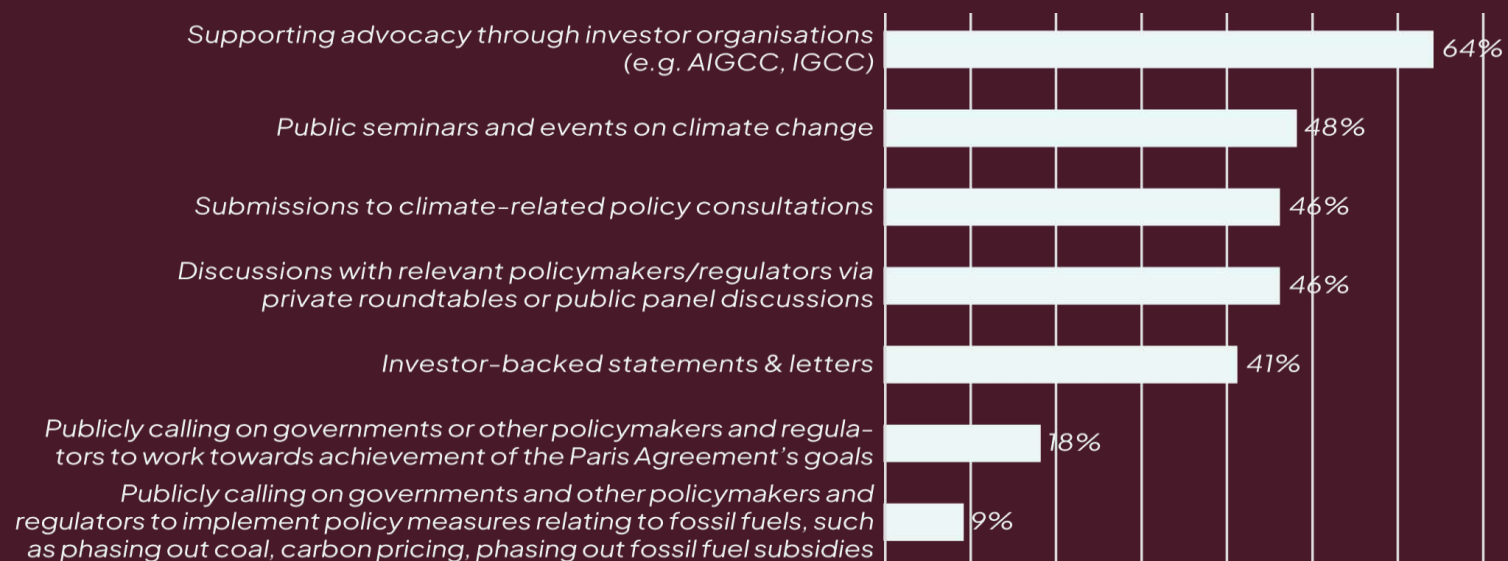 Supporting advocacy through investor organisations
(e.g. AIGCC, IGCC)
64%
Public seminars and events on climate change
48%
Submissions to climate-related policy consultations
46%
Discussions with relevant policymakers/regulators via
private roundtables or public panel discussions
46%
Investor-backed statements & letters
41%
Publicly calling on governments or other policymakers and regula-
tors to work towards achievement of the Paris Agreement's goals
18%
Publicly calling on governments and other policymakers and
regulators to implement policy measures relating to fossil fuels, such
as phasing out coal, carbon pricing, phasing out fossil fuel subsidies
9%